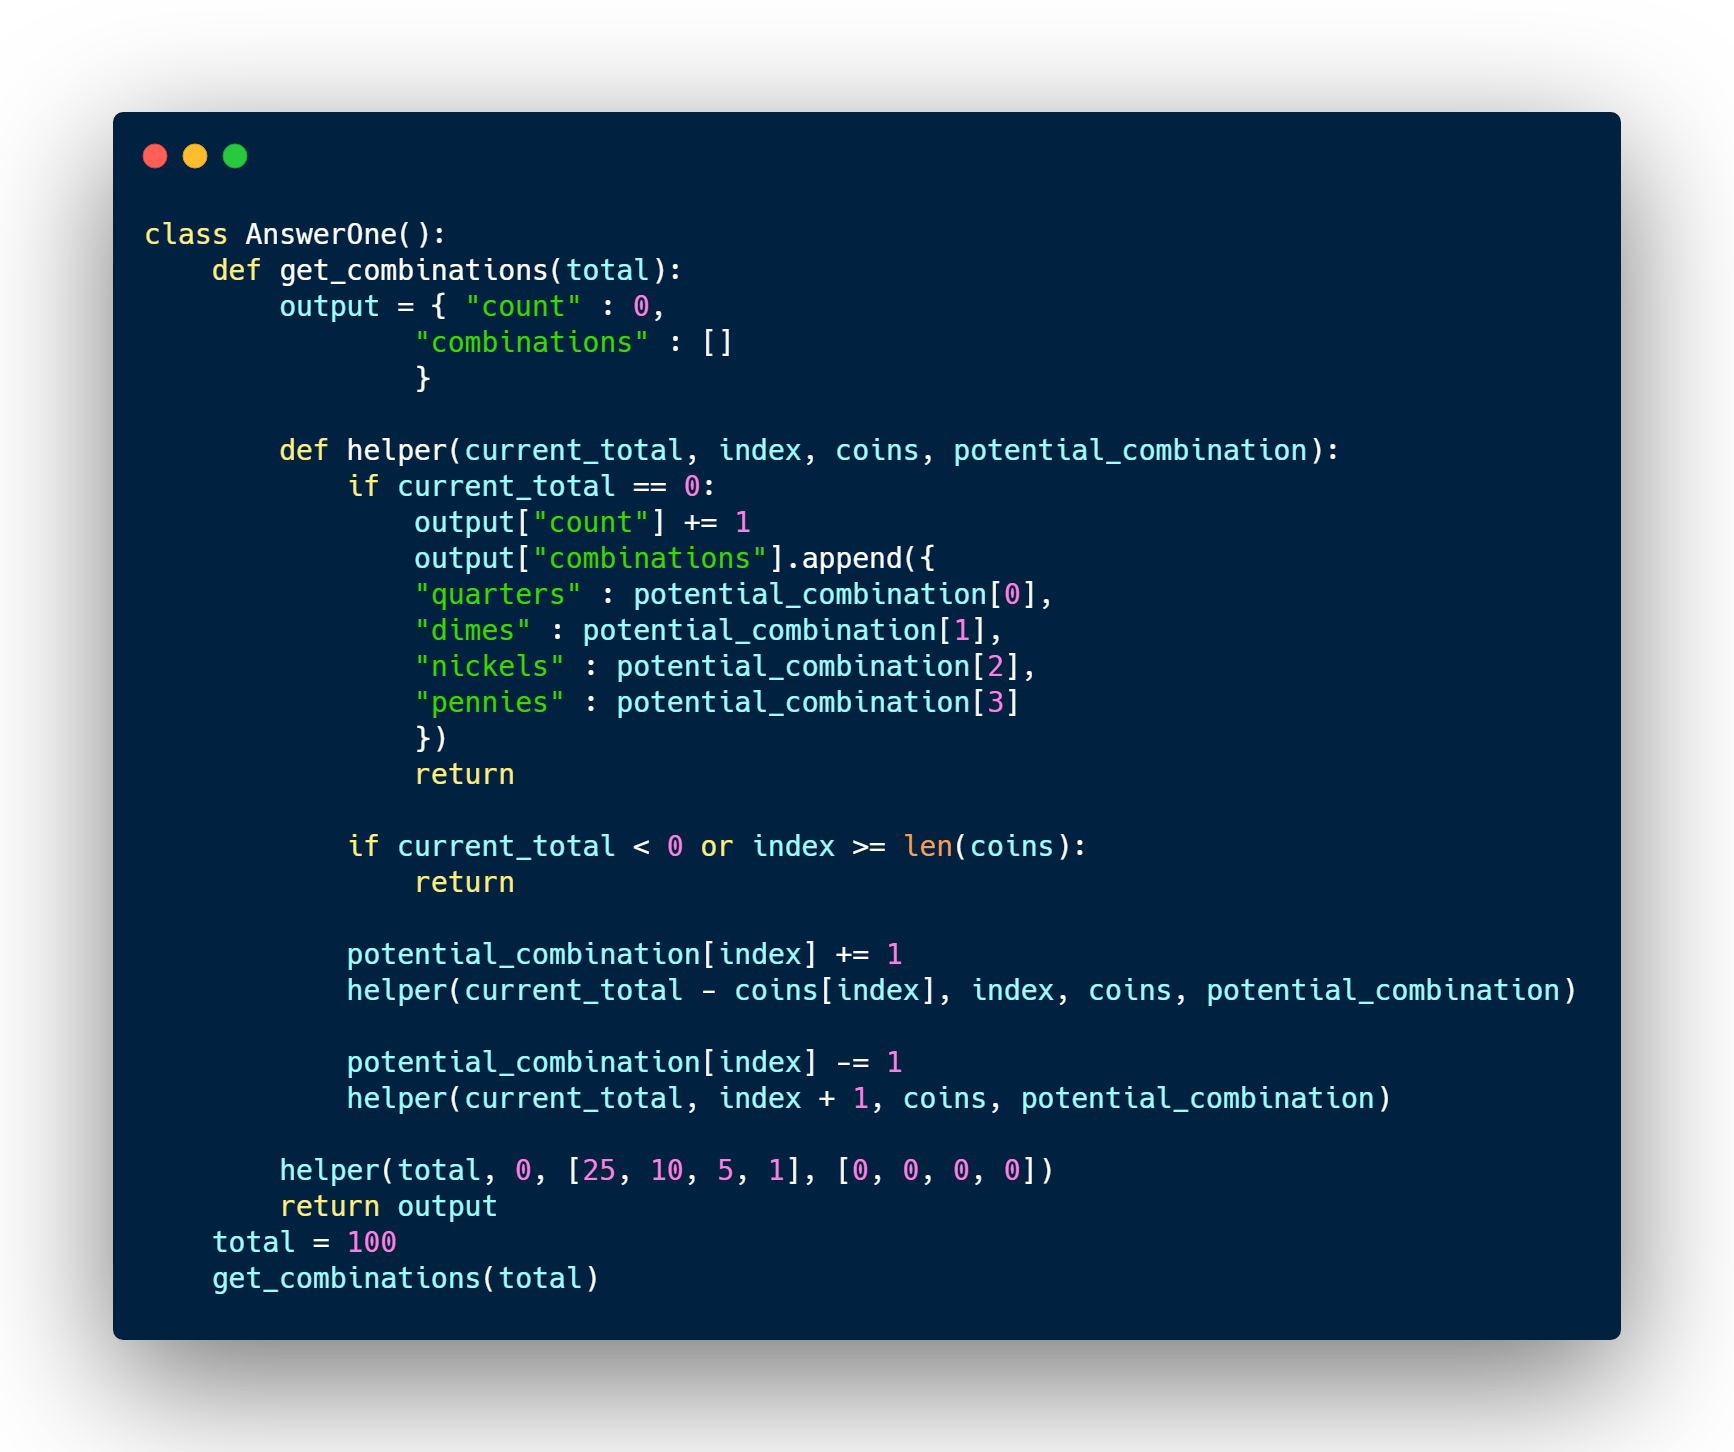 class AnswerOne():
    def get_combinations(total):
        output = { "count" : 0,
                "combinations" : []
                }
        def helper(current_total, index, coins, potential_combination):
            if current_total == 0:
                output["count"] += 1
                output["combinations"].append({
                "quarters" : potential_combination[0],
                "dimes" : potential_combination[1],
                "nickels" : potential_combination[2],
                "pennies" : potential_combination[3]
                })
                return
            if current_total < 0 or index >= len(coins):
                return
            potential_combination[index] += 1
            helper(current_total - coins[index], index, coins, potential_combination)
            potential_combination[index] -= 1
            helper(current_total, index + 1, coins, potential_combination)
        helper(total, 0, [25, 10, 5, 1], [0, 0, 0, 0])
        return output
    total = 100
    get_combinations(total)